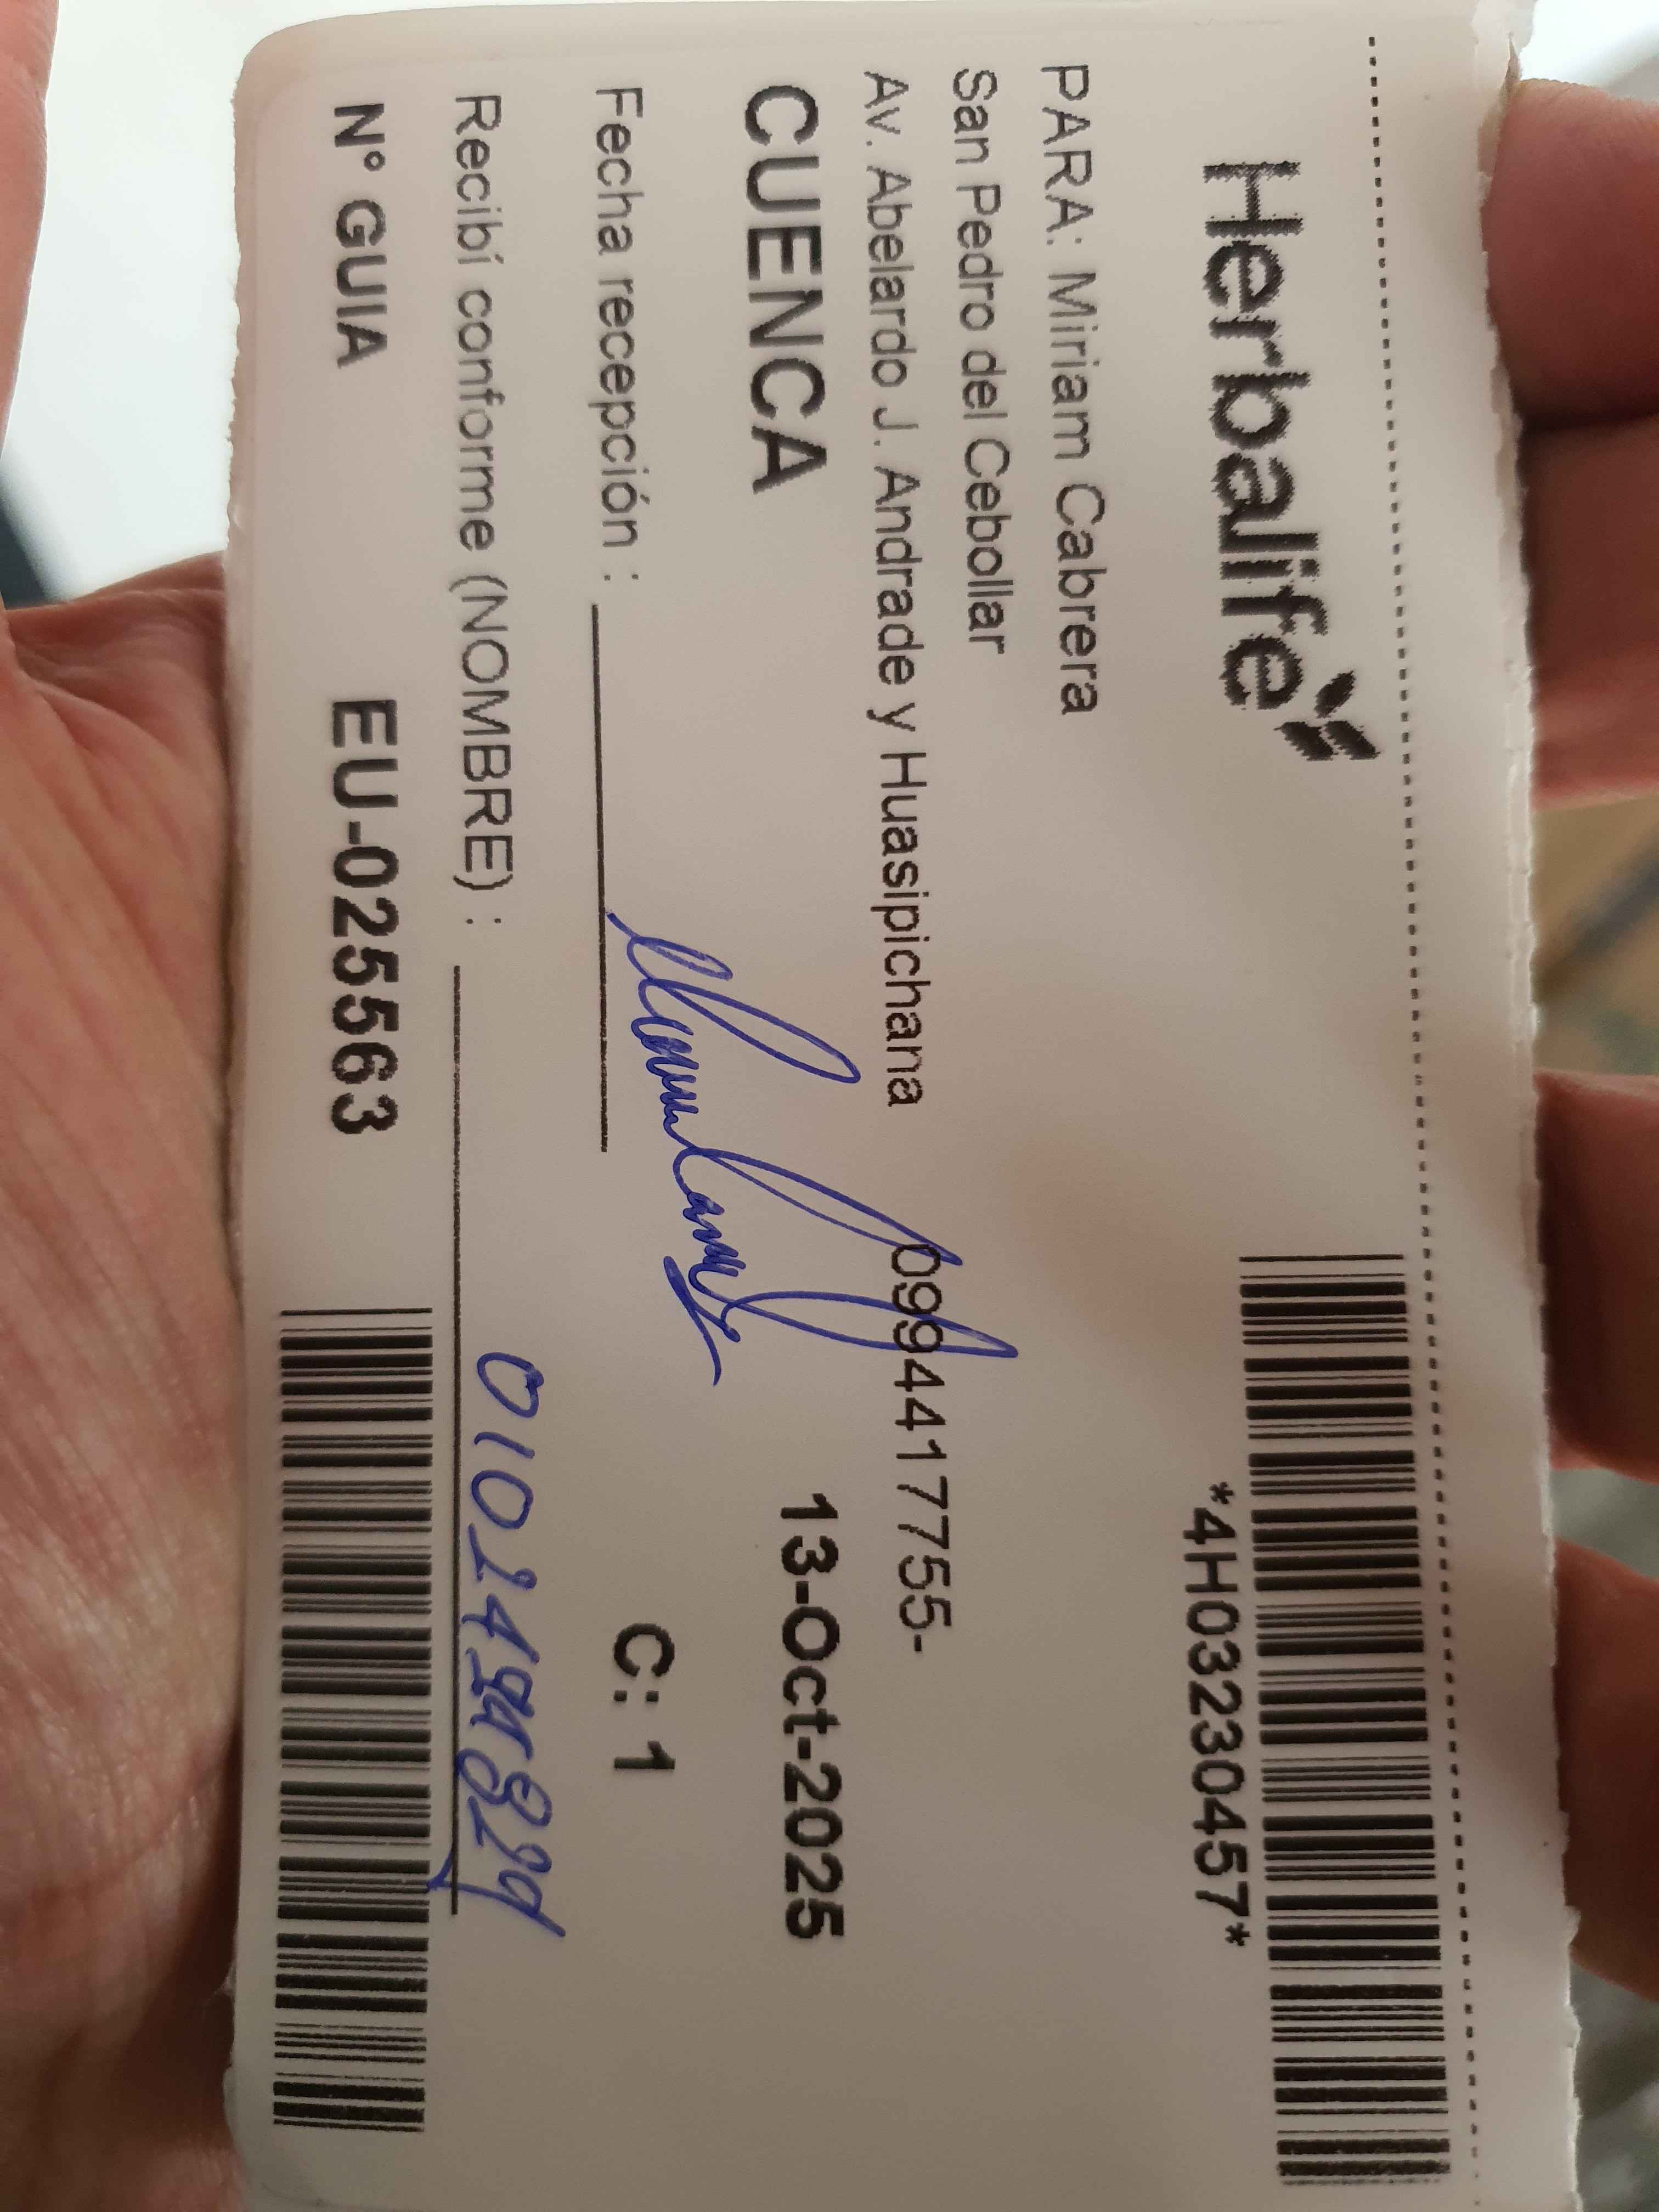 Herbalife
*4H03230457*
PARA: Miriam Cabrera
San Pedro del Cebollar
Av. Abelardo J. Andrade y Huasipichana 0994417755-
CUENCA 13-Oct-2025
Fecha recepción : C: 1
Recibí conforme (NOMBRE) :
N° GUIA EU-025563